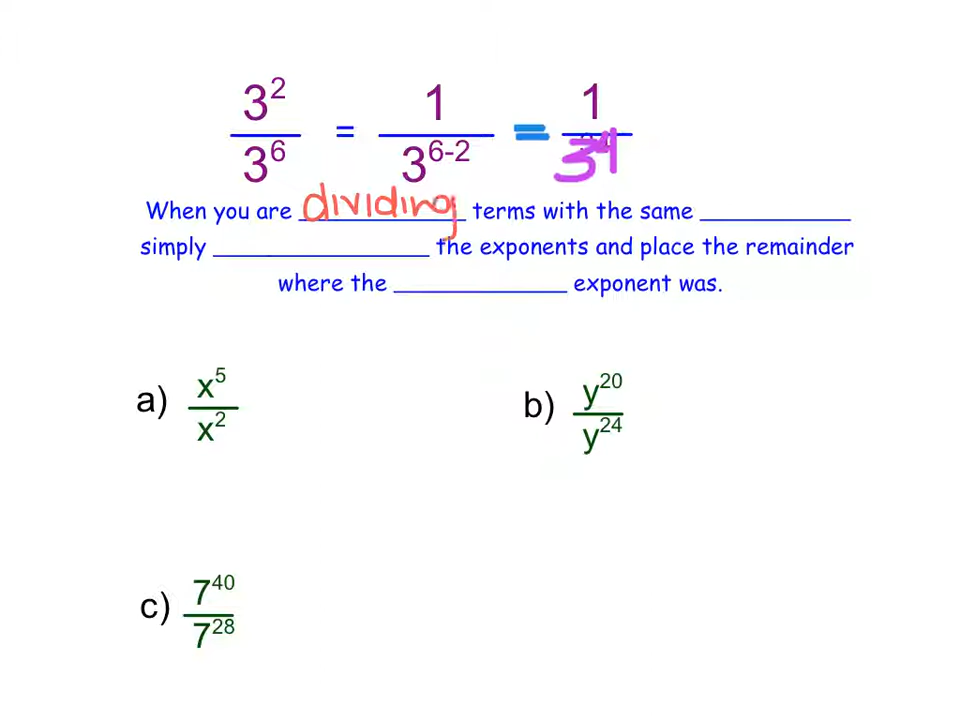 3^2 / 3^6 = 1 / 3^(6-2) = 1 / 3^4
When you are dividing terms with the same ___________
simply ________________ the exponents and place the remainder
where the _____________ exponent was.
a) x^5 / x^2 b) y^20 / y^24
c) 7^40 / 7^28